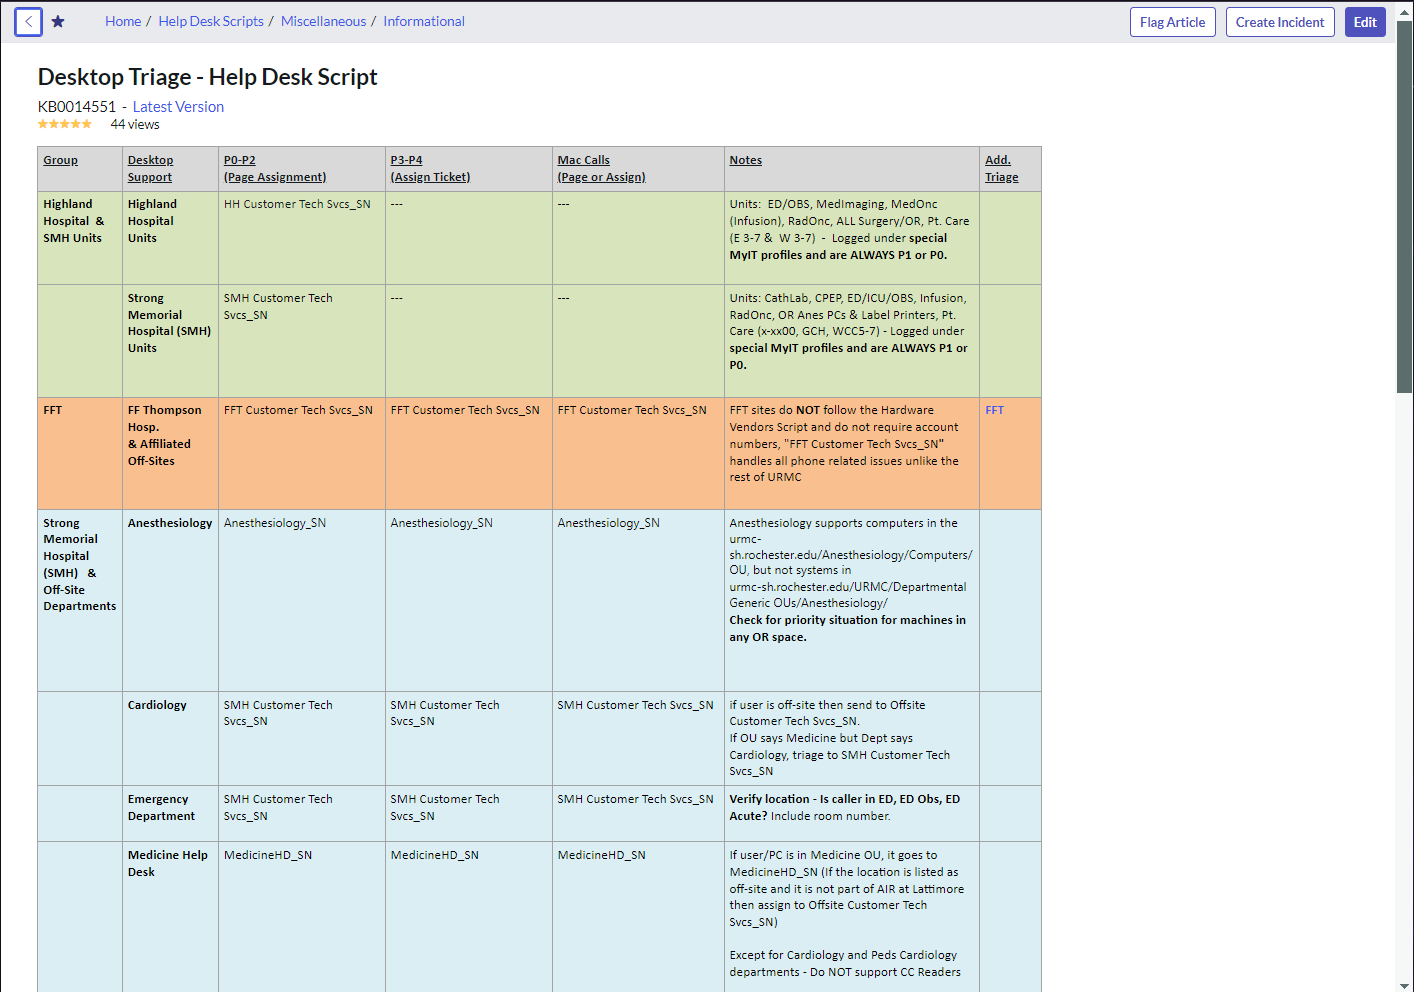 Home / Help Desk Scripts / Miscellaneous / Informational
Flag Article
Create Incident
Edit
Desktop Triage - Help Desk Script
KB0014551 - Latest Version
44 views
Group
Desktop
Support
P0-P2
(Page Assignment)
P3-P4
(Assign Ticket)
Mac Calls
(Page or Assign)
Notes
Add.
Triage
Highland
Hospital &
SMH Units
Highland
Hospital
Units
HH Customer Tech Svcs_SN
---
---
Units: ED/OBS, MedImaging, MedOnc
(Infusion), RadOnc, ALL Surgery/OR, Pt. Care
(E 3-7 & W 3-7) - Logged under special
MyIT profiles and are ALWAYS P1 or P0.
Strong
Memorial
Hospital (SMH)
Units
SMH Customer Tech
Svcs_SN
---
---
Units: CathLab, CPEP, ED/ICU/OBS, Infusion,
RadOnc, OR Anes PCs & Label Printers, Pt.
Care (x-xx00, GCH, WCC5-7) - Logged under
special MyIT profiles and are ALWAYS P1 or
P0.
FFT
FF Thompson
Hosp.
& Affiliated
Off-Sites
FFT Customer Tech Svcs_SN
FFT Customer Tech Svcs_SN
FFT Customer Tech Svcs_SN
FFT sites do NOT follow the Hardware
Vendors Script and do not require account
numbers, "FFT Customer Tech Svcs_SN"
handles all phone related issues unlike the
rest of URMC
FFT
Strong
Memorial
Hospital
(SMH) &
Off-Site
Departments
Anesthesiology
Anesthesiology_SN
Anesthesiology_SN
Anesthesiology_SN
Anesthesiology supports computers in the
urmc-
sh.rochester.edu/Anesthesiology/Computers/
OU, but not systems in
urmc-sh.rochester.edu/URMC/Departmental
Generic OUs/Anesthesiology/
Check for priority situation for machines in
any OR space.
Cardiology
SMH Customer Tech
Svcs_SN
SMH Customer Tech
Svcs_SN
SMH Customer Tech Svcs_SN
if user is off-site then send to Offsite
Customer Tech Svcs_SN.
If OU says Medicine but Dept says
Cardiology, triage to SMH Customer Tech
Svcs_SN
Emergency
Department
SMH Customer Tech
Svcs_SN
SMH Customer Tech
Svcs_SN
SMH Customer Tech Svcs_SN
Verify location - Is caller in ED, ED Obs, ED
Acute? Include room number.
Medicine Help
Desk
MedicineHD_SN
MedicineHD_SN
MedicineHD_SN
If user/PC is in Medicine OU, it goes to
MedicineHD_SN (If the location is listed as
off-site and it is not part of AIR at Lattimore
then assign to Offsite Customer Tech
Svcs_SN)
Except for Cardiology and Peds Cardiology
departments - Do NOT support CC Readers